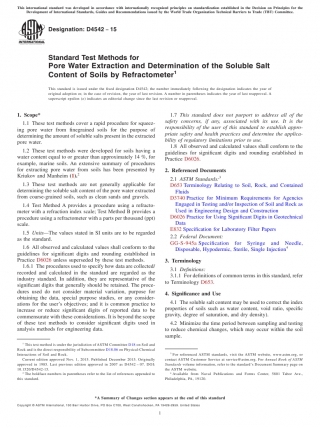 This international standard was developed in accordance with internationally recognized principles on standardization established in the Decision on Principles for the
Development of International Standards, Guides and Recommendations issued by the World Trade Organization Technical Barriers to Trade (TBT) Committee.
Designation: D4542 − 15
Standard Test Methods for
Pore Water Extraction and Determination of the Soluble Salt
Content of Soils by Refractometer1
This standard is issued under the fixed designation D4542; the number immediately following the designation indicates the year of
original adoption or, in the case of revision, the year of last revision. A number in parentheses indicates the year of last reapproval. A
superscript epsilon (ε) indicates an editorial change since the last revision or reapproval.
1. Scope*
1.1 These test methods cover a rapid procedure for squeez-
ing pore water from fine-grained soils for the purpose of
determining the amount of soluble salts present in the extracted
pore water.
1.2 These test methods were developed for soils having a
water content equal to or greater than approximately 14 %, for
example, marine soils. An extensive summary of procedures
for extracting pore water from soils has been presented by
Kriukov and Manheim (1).2
1.3 These test methods are not generally applicable for
determining the soluble salt content of the pore water extracted
from coarse-grained soils, such as clean sands and gravels.
1.4 Test Method A provides a procedure using a refracto-
meter with a refraction index scale; Test Method B provides a
procedure using a refractometer with a parts per thousand (ppt)
scale.
1.5 Units—The values stated in SI units are to be regarded
as the standard.
1.6 All observed and calculated values shall conform to the
guidelines for significant digits and rounding established in
Practice D6026 unless superseded by these test methods.
1.6.1 The procedures used to specify how data are collected/
recorded and calculated in the standard are regarded as the
industry standard. In addition, they are representative of the
significant digits that generally should be retained. The proce-
dures used do not consider material variation, purpose for
obtaining the data, special purpose studies, or any consider-
ations for the user's objectives; and it is common practice to
increase or reduce significant digits of reported data to be
commensurate with these considerations. It is beyond the scope
of these test methods to consider significant digits used in
analysis methods for engineering data.
1 This test method is under the jurisdiction of ASTM Committee D18 on Soil and
Rock and is the direct responsibility of Subcommittee D18.06 on Physical-Chemical
Interactions of Soil and Rock.
Current edition approved Nov. 1, 2015. Published December 2015. Originally
approved in 1985. Last previous edition approved in 2007 as D4542 – 07. DOI:
10.1520/D4542-15.
2 The boldface numbers in parentheses refer to the list of references appended to
this standard.
1.7 This standard does not purport to address all of the
safety concerns, if any, associated with its use. It is the
responsibility of the user of this standard to establish appro-
priate safety and health practices and determine the applica-
bility of regulatory limitations prior to use.
1.8 All observed and calculated values shall conform to the
guidelines for significant digits and rounding established in
Practice D6026.
2. Referenced Documents
2.1 ASTM Standards:3
D653 Terminology Relating to Soil, Rock, and Contained
Fluids
D3740 Practice for Minimum Requirements for Agencies
Engaged in Testing and/or Inspection of Soil and Rock as
Used in Engineering Design and Construction
D6026 Practice for Using Significant Digits in Geotechnical
Data
E832 Specification for Laboratory Filter Papers
2.2 Federal Document:4
GG-S-945a Specification for Syringe and Needle,
Disposable, Hypodermic, Sterile, Single Injection
3. Terminology
3.1 Definitions:
3.1.1 For definitions of common terms in this standard, refer
to Terminology D653.
4. Significance and Use
4.1 The soluble salt content may be used to correct the index
properties of soils such as water content, void ratio, specific
gravity, degree of saturation, and dry density.
4.2 Minimize the time period between sampling and testing
to reduce chemical changes, which may occur within the soil
sample.
3 For referenced ASTM standards, visit the ASTM website, www.astm.org, or
contact ASTM Customer Service at service@astm.org. For Annual Book of ASTM
Standards volume information, refer to the standard's Document Summary page on
the ASTM website.
4 Available from Naval Publications and Forms Center, 5801 Tabor Ave.,
Philadelphia, PA, 19120.
*A Summary of Changes section appears at the end of this standard
1